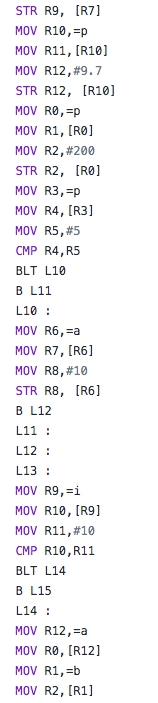 STR R9, [R7]
MOV R10,=p
MOV R11,[R10]
MOV R12,#9.7
STR R12, [R10]
MOV R0,=p
MOV R1,[R0]
MOV R2,#200
STR R2, [R0]
MOV R3,=p
MOV R4,[R3]
MOV R5,#5
CMP R4,R5
BLT L10
B L11
L10 :
MOV R6,=a
MOV R7,[R6]
MOV R8,#10
STR R8, [R6]
B L12
L11 :
L12 :
L13 :
MOV R9,=i
MOV R10,[R9]
MOV R11,#10
CMP R10,R11
BLT L14
B L15
L14 :
MOV R12,=a
MOV R0,[R12]
MOV R1,=b
MOV R2,[R1]